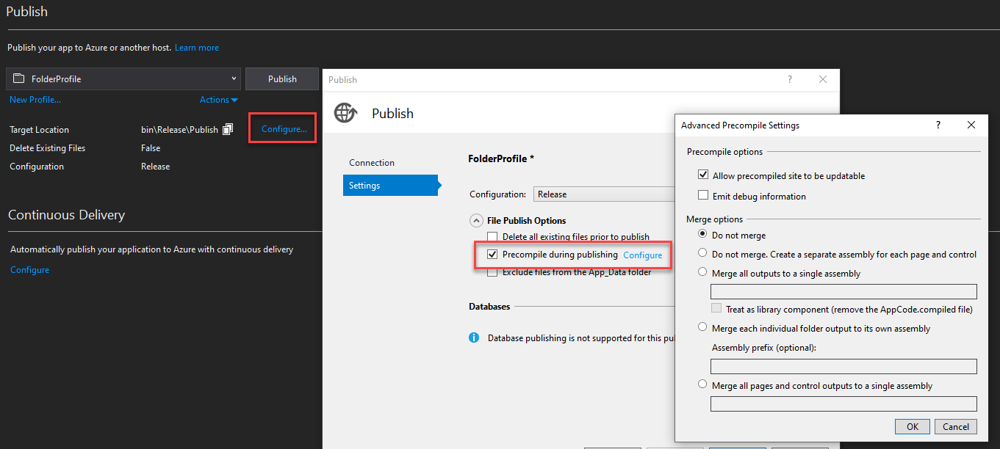 Publish
Publish your app to Azure or another host. Learn more
FolderProfile
Publish
New Profile...
Actions
Target Location
bin\Release\Publish
Configure...
Delete Existing Files
False
Configuration
Release
Continuous Delivery
Automatically publish your application to Azure with continuous delivery
Configure
Publish
?
Publish
Connection
Settings
FolderProfile *
Configuration:
Release
File Publish Options
Delete all existing files prior to publish
Precompile during publishing Configure
Exclude files from the App_Data folder
Databases
Database publishing is not supported for this pu
Advanced Precompile Settings
?
Precompile options
Allow precompiled site to be updatable
Emit debug information
Merge options
Do not merge
Do not merge. Create a separate assembly for each page and control
Merge all outputs to a single assembly
Treat as library component (remove the AppCode.compiled file)
Merge each individual folder output to its own assembly
Assembly prefix (optional):
Merge all pages and control outputs to a single assembly
OK
Cancel